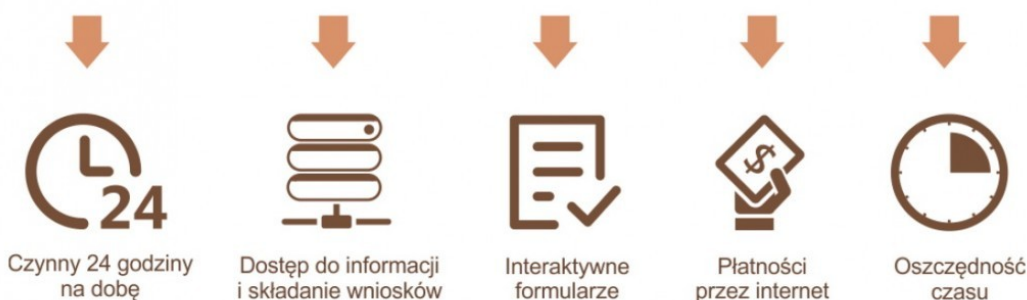 24
$
Czynny 24 godziny
na dobę
Dostęp do informacji
i składanie wniosków
Interaktywne
formularze
Płatności
przez internet
Oszczędność
czasu